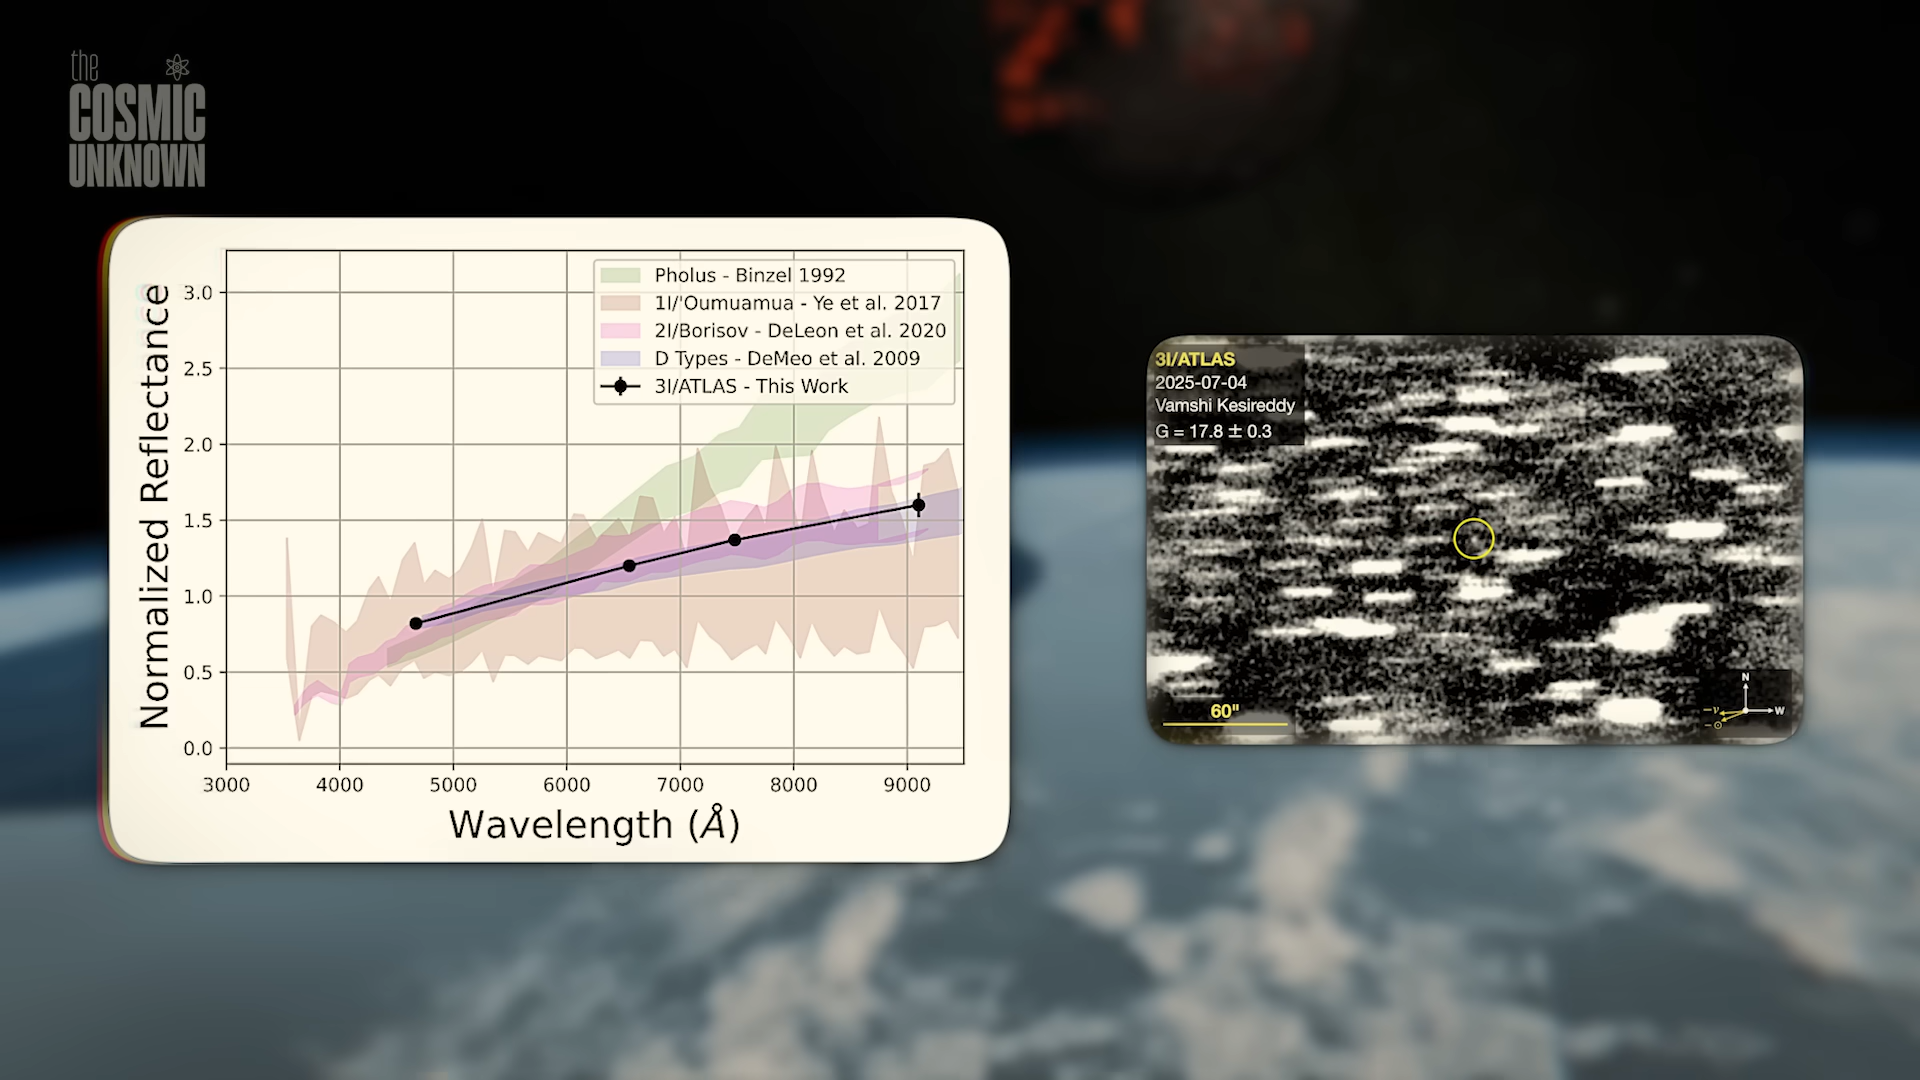 the
COSMIC
UNKNOWN
Normalized Reflectance
3.0
2.5
2.0
1.5
1.0
0.5
0.0
Pholus - Binzel 1992
1I/'Oumuamua - Ye et al. 2017
2I/Borisov - DeLeon et al. 2020
D Types - DeMeo et al. 2009
3I/ATLAS - This Work
3000 4000 5000 6000 7000 8000 9000
Wavelength (Å)
3I/ATLAS
2025-07-04
Vamshi Kesireddy
G = 17.8 ± 0.3
60"
N
W
-v
-⊙